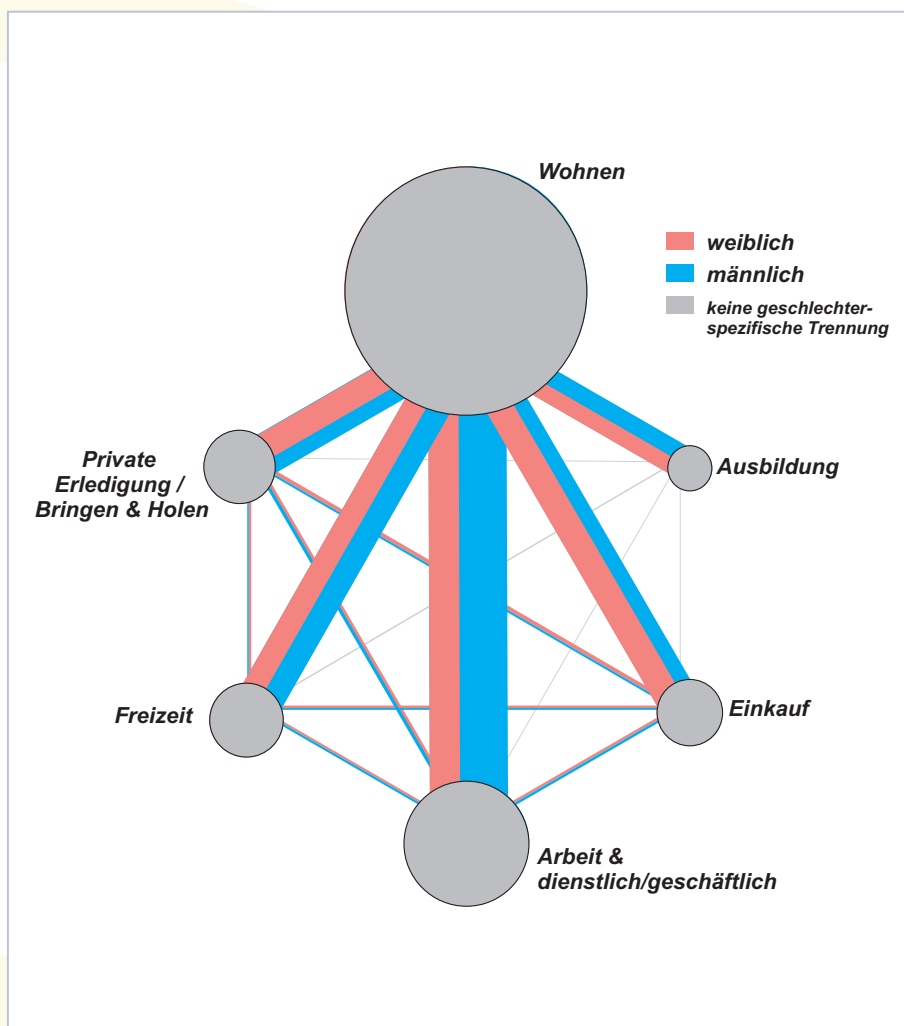 Wohnen
weiblich
männlich
keine geschlechter-
spezifische Trennung
Private
Erledigung /
Bringen & Holen
Ausbildung
Freizeit
Einkauf
Arbeit &
dienstlich/geschäftlich